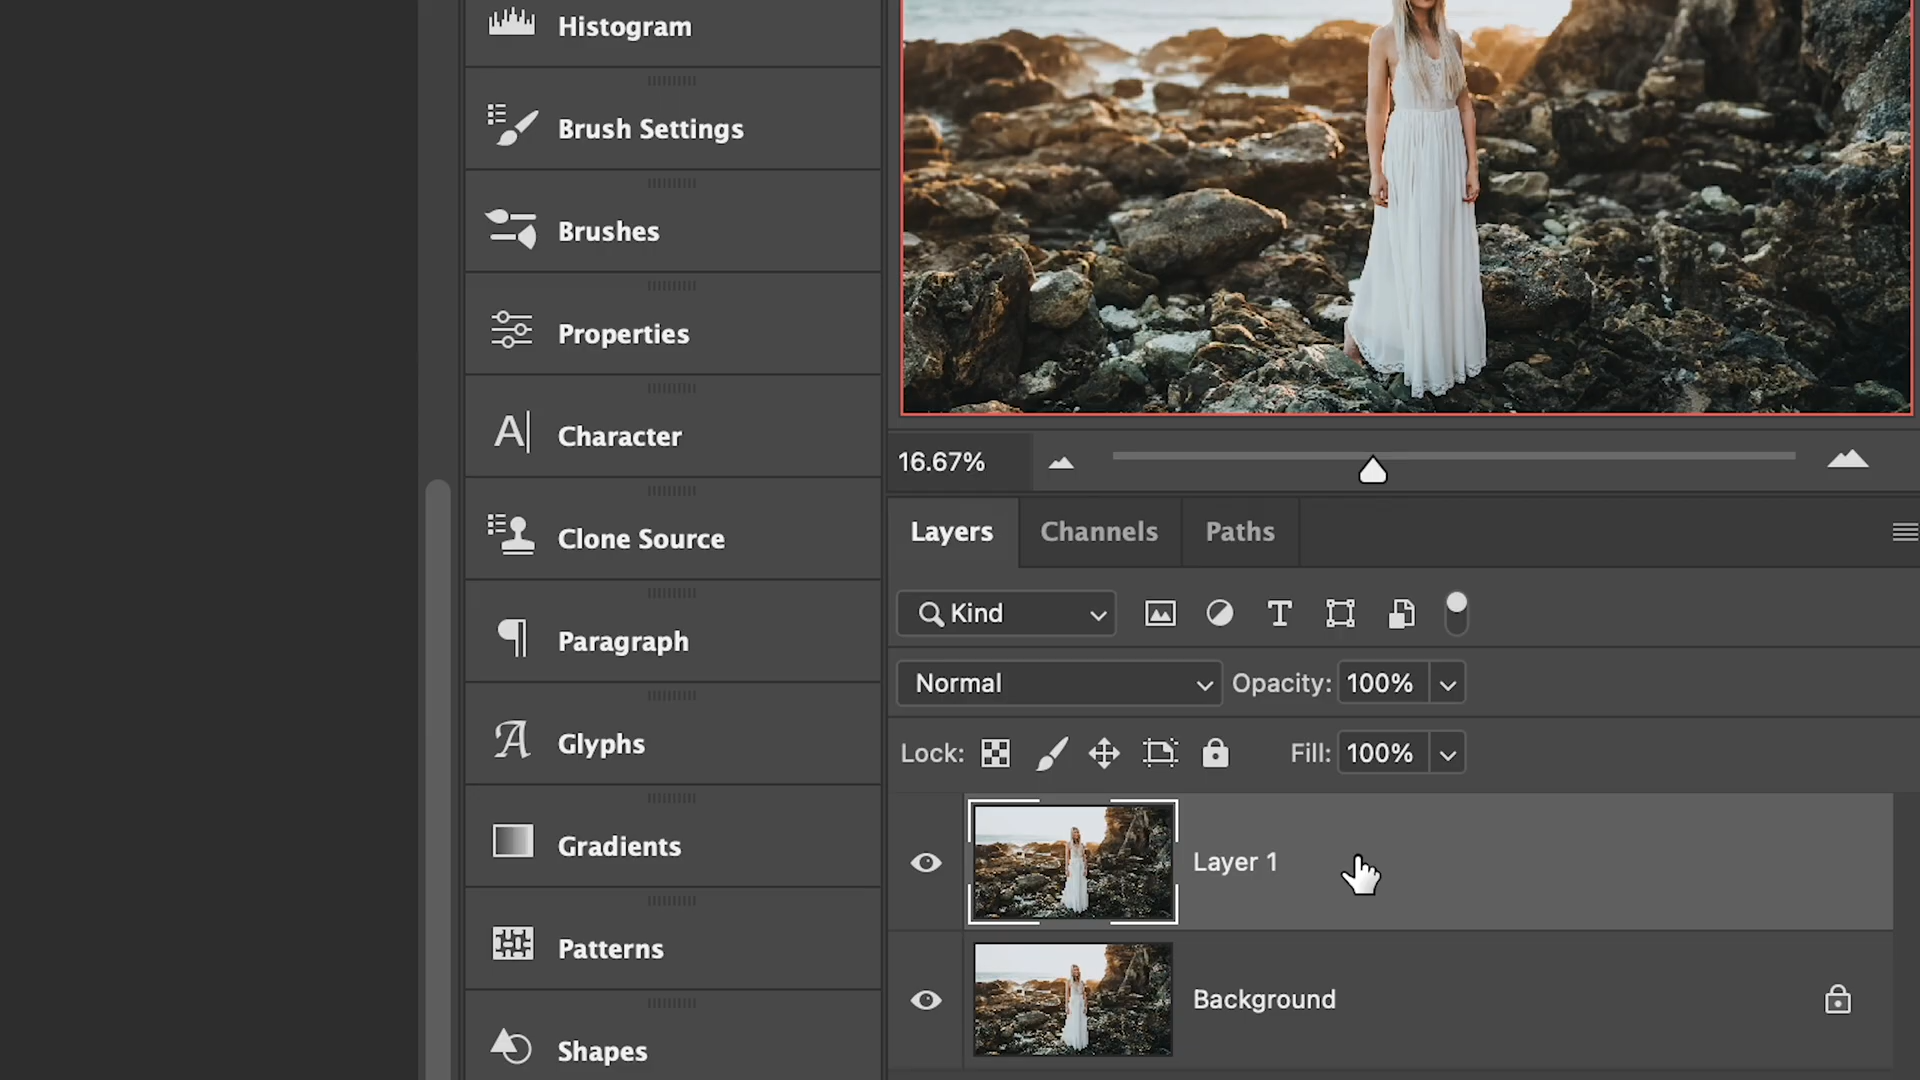 Histogram
Brush Settings
Brushes
Properties
Character
Clone Source
Paragraph
Glyphs
Gradients
Patterns
Shapes
16.67%
Layers Channels Paths
Kind
Normal Opacity: 100%
Lock: Fill: 100%
Layer 1
Background